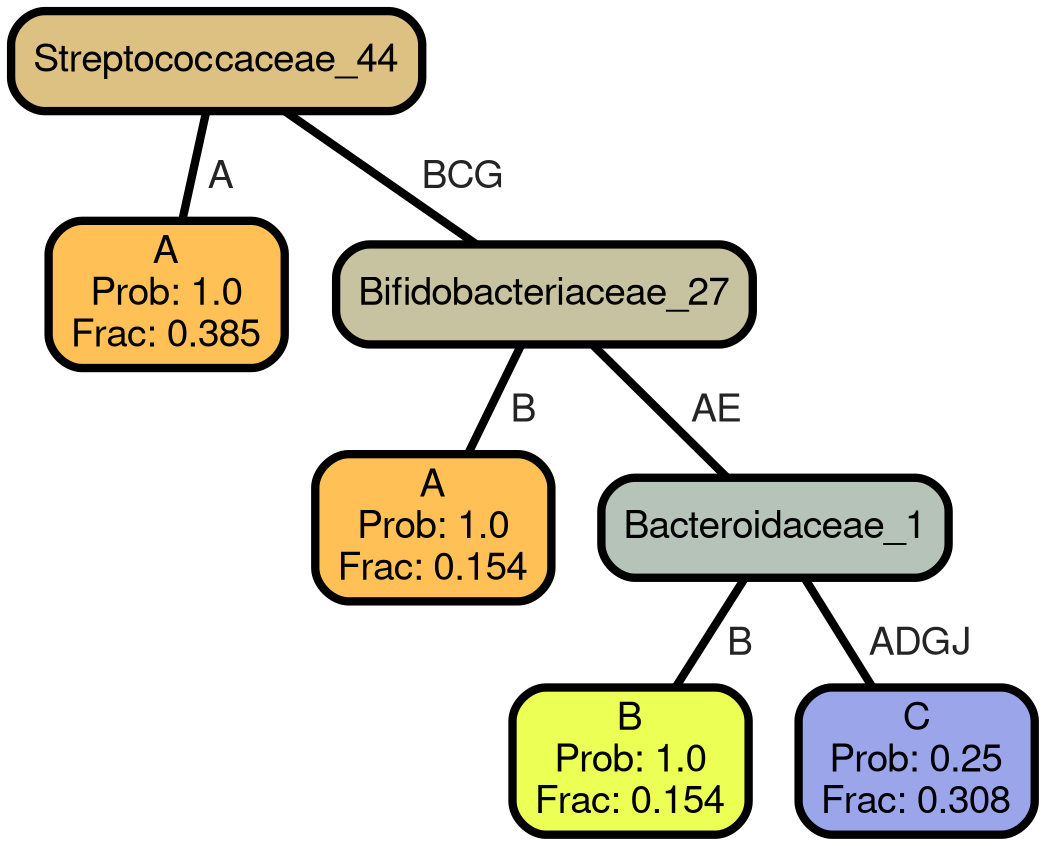 Streptococcaceae_44
A
BCG
A
Prob: 1.0
Frac: 0.385
Bifidobacteriaceae_27
B
AE
A
Prob: 1.0
Frac: 0.154
Bacteroidaceae_1
B
ADGJ
B
Prob: 1.0
Frac: 0.154
C
Prob: 0.25
Frac: 0.308